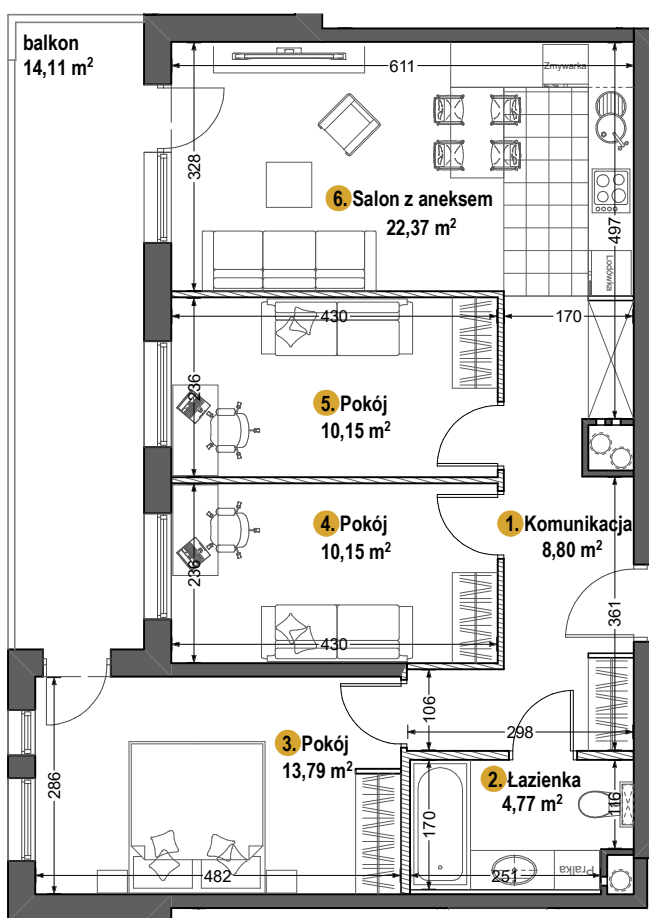 balkon
14,11 m²
611
Zmywarka
328
6. Salon z aneksem
22,37 m²
497
Lodówka
430
170
236
5. Pokój
10,15 m²
4. Pokój
10,15 m²
1. Komunikacja
8,80 m²
236
361
430
106
298
3. Pokój
13,79 m²
286
2. Łazienka
4,77 m²
116
170
482
251
Pralka